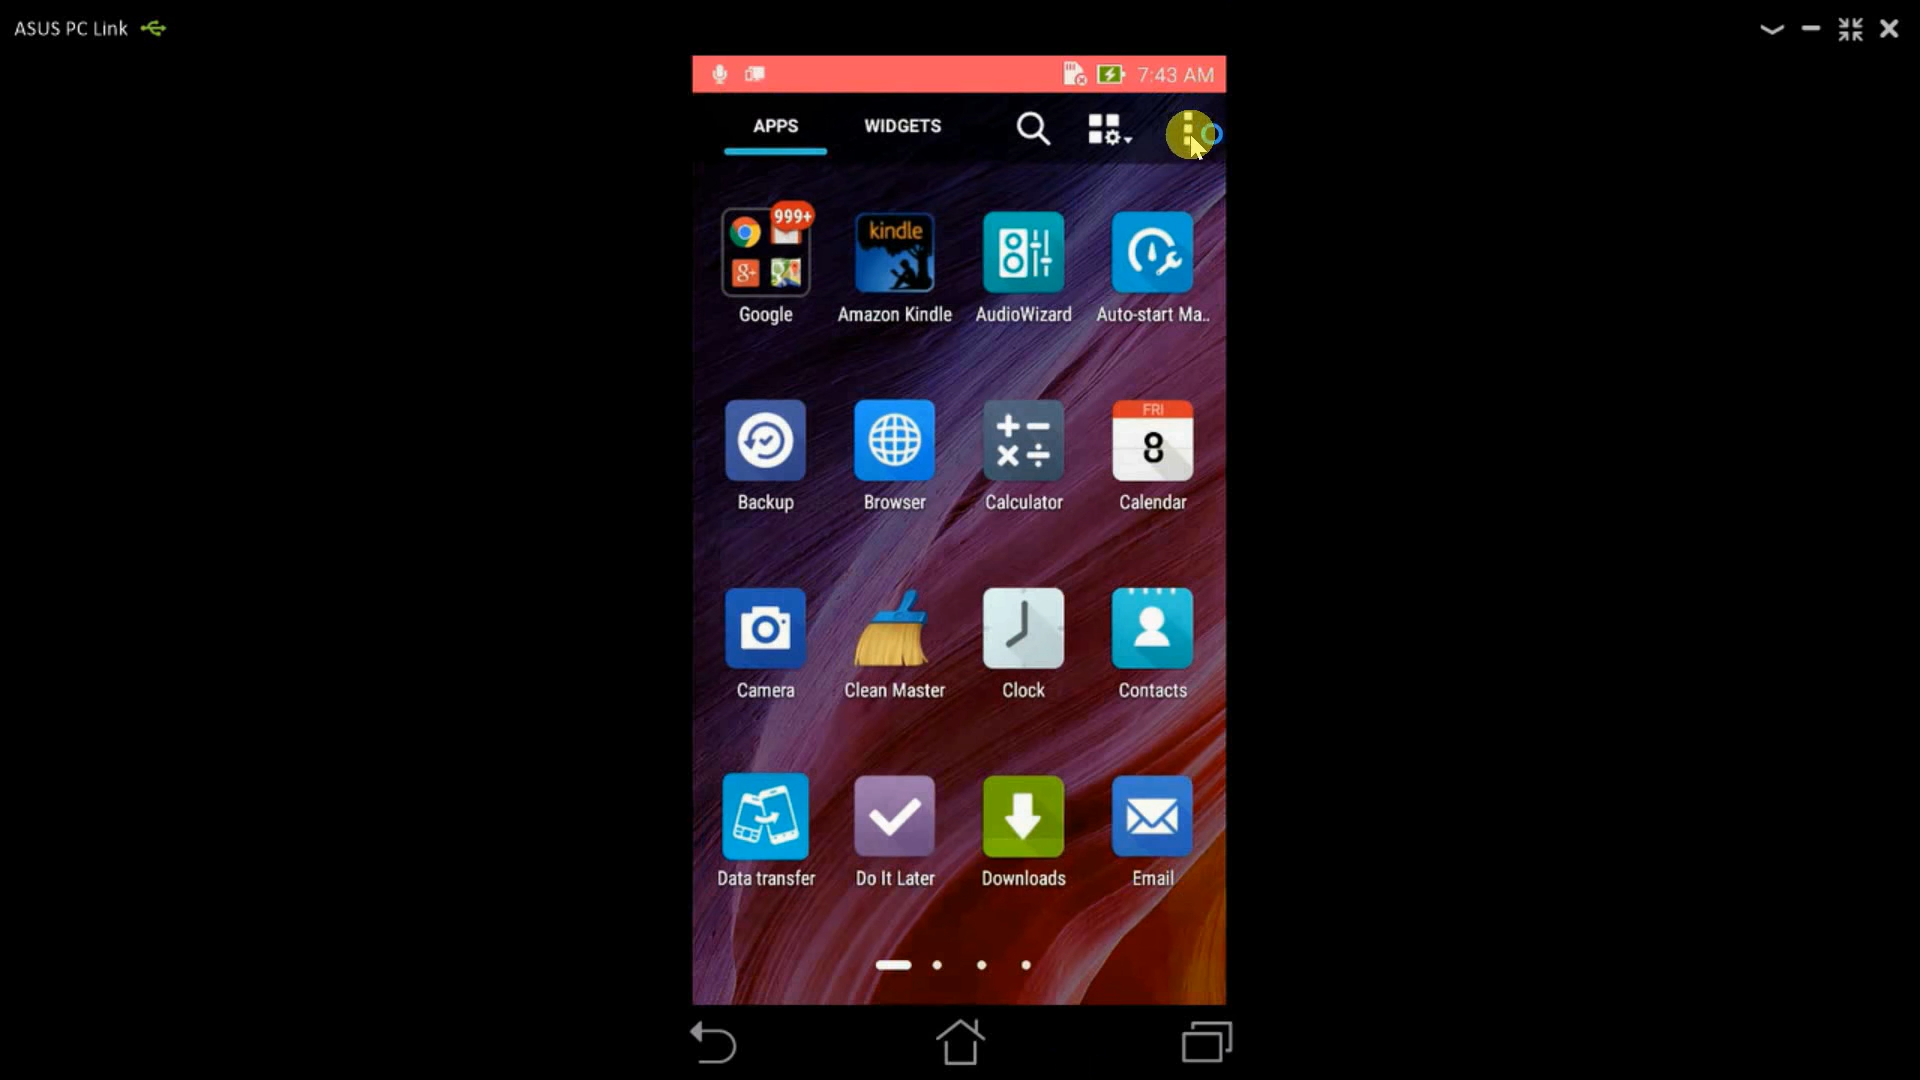 ASUS PC Link
7:43 AM
APPS
WIDGETS
999+
g+
kindle
Google
Amazon Kindle
AudioWizard
Auto-start Ma..
FRI
8
Backup
Browser
Calculator
Calendar
Camera
Clean Master
Clock
Contacts
Data transfer
Do It Later
Downloads
Email